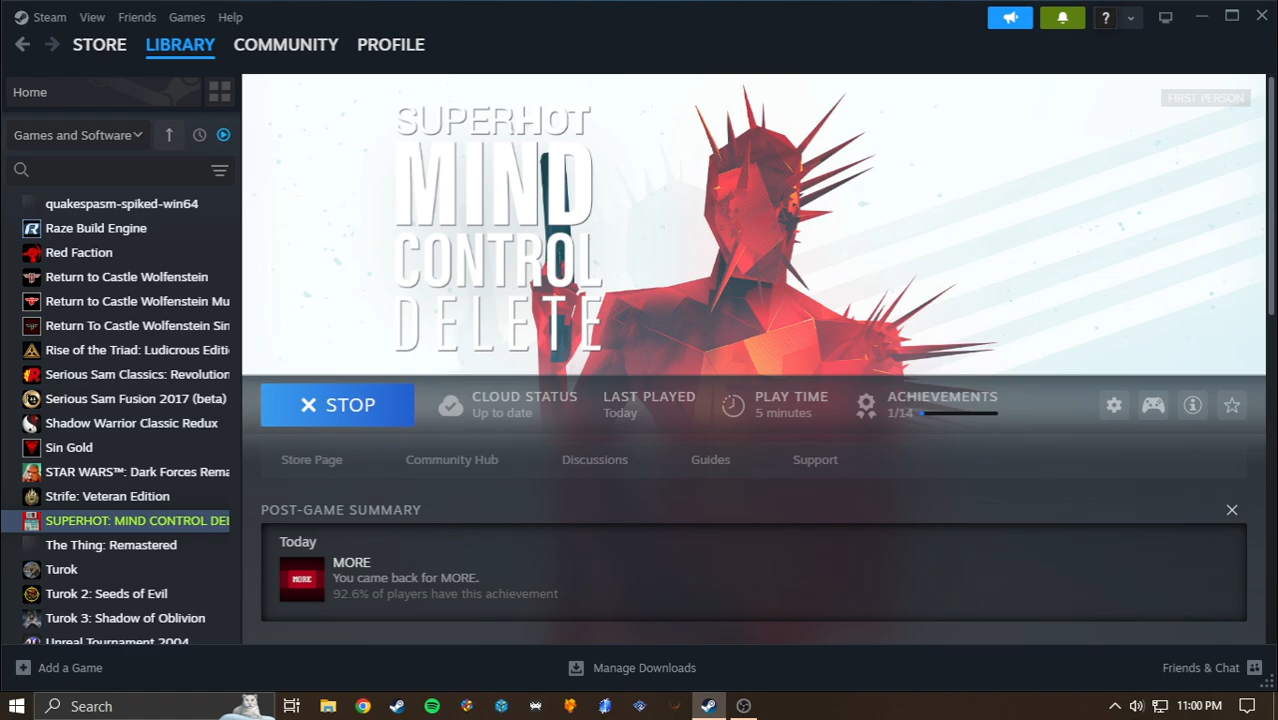 Steam View Friends Games Help
?
STORE LIBRARY COMMUNITY PROFILE
Home
Games and Software
quakespasm-spiked-win64
Raze Build Engine
Red Faction
Return to Castle Wolfenstein
Return to Castle Wolfenstein Mu
Return To Castle Wolfenstein Sin
Rise of the Triad: Ludicrous Editi
Serious Sam Classics: Revolution
Serious Sam Fusion 2017 (beta)
Shadow Warrior Classic Redux
Sin Gold
STAR WARS™: Dark Forces Rema
Strife: Veteran Edition
SUPERHOT: MIND CONTROL DEL
The Thing: Remastered
Turok
Turok 2: Seeds of Evil
Turok 3: Shadow of Oblivion
Unreal Tournament 2004
FIRST PERSON
SUPERHOT
MIND
CONTROL
DELETE
STOP
CLOUD STATUS
Up to date
LAST PLAYED
Today
PLAY TIME
5 minutes
ACHIEVEMENTS
1/14
Store Page Community Hub Discussions Guides Support
POST-GAME SUMMARY
Today
MORE
MORE
You came back for MORE.
92.6% of players have this achievement
Add a Game Manage Downloads Friends & Chat
Search
11:00 PM